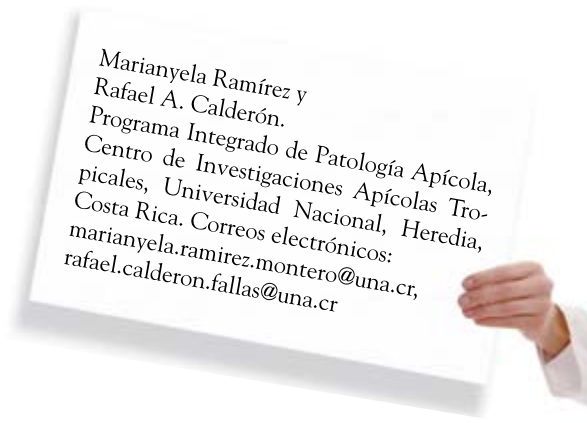 Marianyela Ramírez y
Rafael A. Calderón.
Programa Integrado de Patología Apícola,
Centro de Investigaciones Apícolas Tro-
picales, Universidad Nacional, Heredia,
Costa Rica. Correos electrónicos:
marianyela.ramirez.montero@una.cr,
rafael.calderon.fallas@una.cr